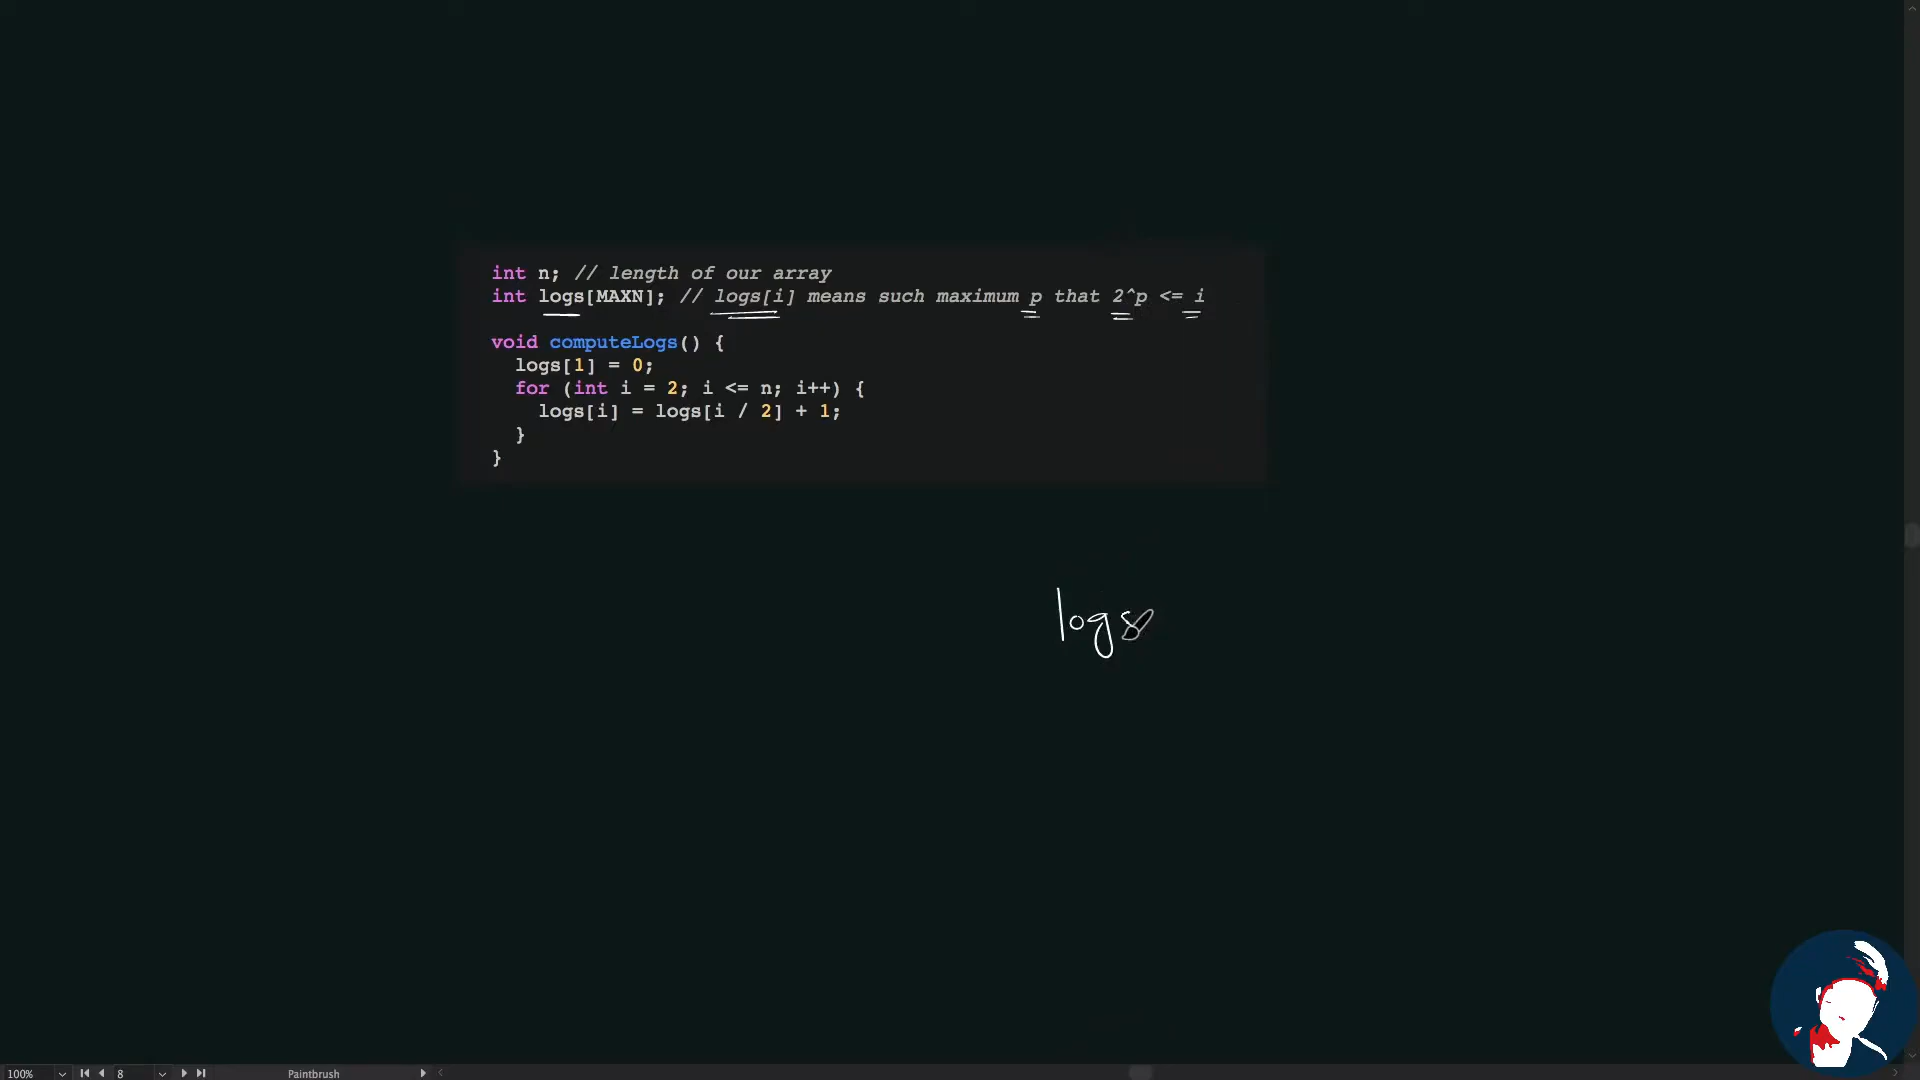 int n; // length of our array
int logs[MAXN]; // logs[i] means such maximum p that 2^p <= i
void computeLogs() {
logs[1] = 0;
for (int i = 2; i <= n; i++) {
logs[i] = logs[i / 2] + 1;
}
}
logs
100%
8
Paintbrush